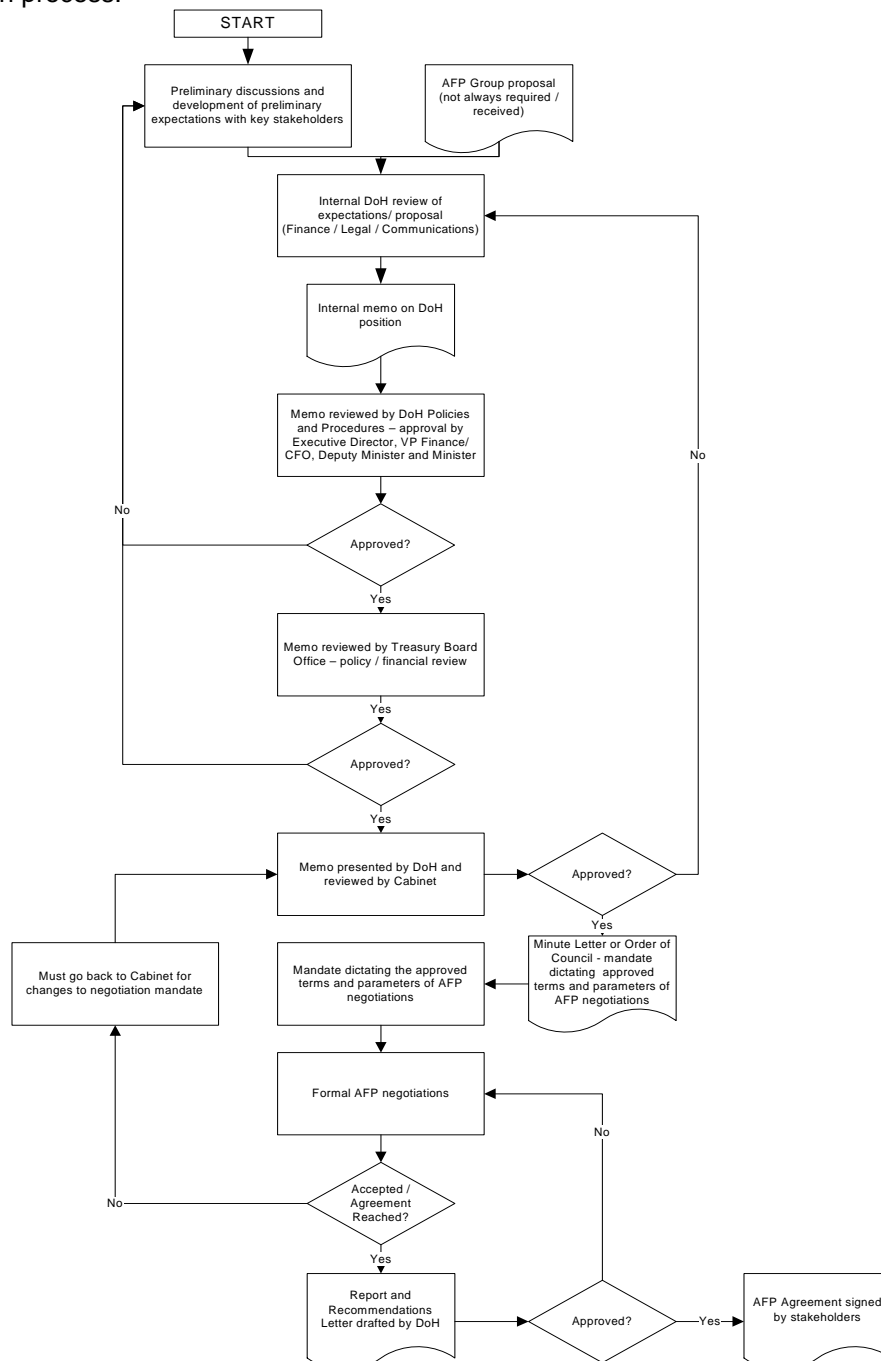 n process.
START
Preliminary discussions and
development of preliminary
expectations with key stakeholders
AFP Group proposal
(not always required /
received)
Internal DoH review of
expectations/ proposal
(Finance / Legal / Communications)
Internal memo on DoH
position
Memo reviewed by DoH Policies
and Procedures – approval by
Executive Director, VP Finance/
CFO, Deputy Minister and Minister
No
No
Approved?
Yes
Memo reviewed by Treasury Board
Office – policy / financial review
Yes
Approved?
Yes
Memo presented by DoH and
reviewed by Cabinet
Approved?
Yes
Must go back to Cabinet for
changes to negotiation mandate
Mandate dictating the approved
terms and parameters of AFP
negotiations
Minute Letter or Order of
Council - mandate
dictating approved
terms and parameters of
AFP negotiations
Formal AFP negotiations
No
Accepted /
Agreement
Reached?
No
Yes
Report and
Recommendations
Letter drafted by DoH
Approved?
Yes
AFP Agreement signed
by stakeholders